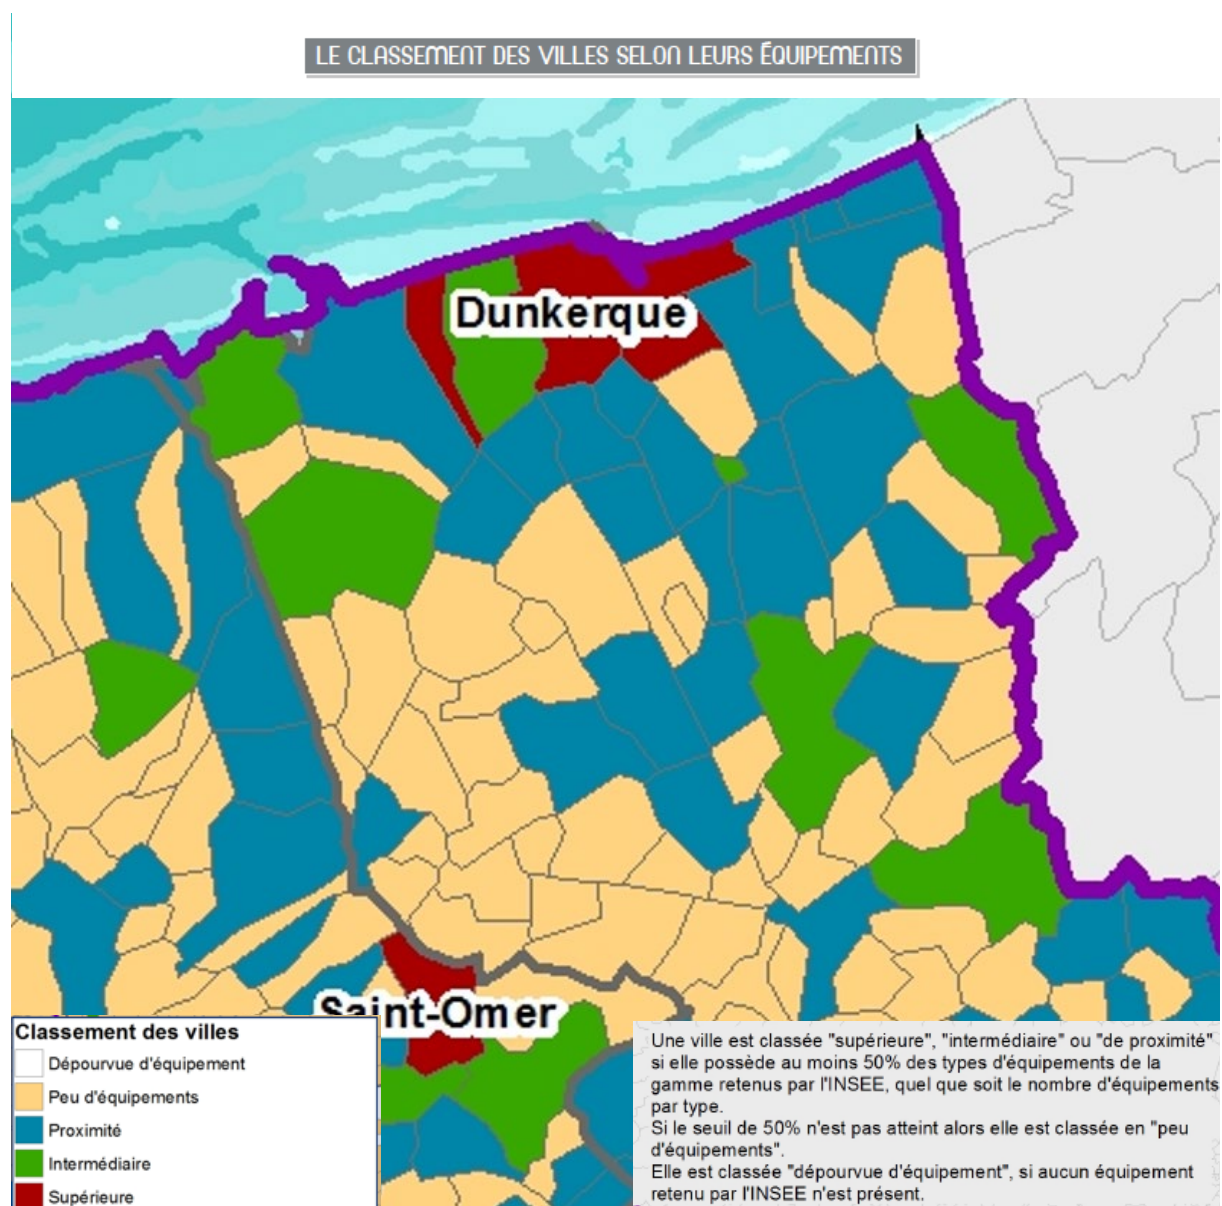 LE CLASSEMENT DES VILLES SELON LEURS ÉQUIPEMENTS
Dunkerque
Saint-Omer
Classement des villes
Dépourvue d'équipement
Peu d'équipements
Proximité
Intermédiaire
Supérieure
Une ville est classée "supérieure", "intermédiaire" ou "de proximité"
si elle possède au moins 50% des types d'équipements de la
gamme retenus par l'INSEE, quel que soit le nombre d'équipements
par type.
Si le seuil de 50% n'est pas atteint alors elle est classée en "peu
d'équipements".
Elle est classée "dépourvue d'équipement", si aucun équipement
retenu par l'INSEE n'est présent.